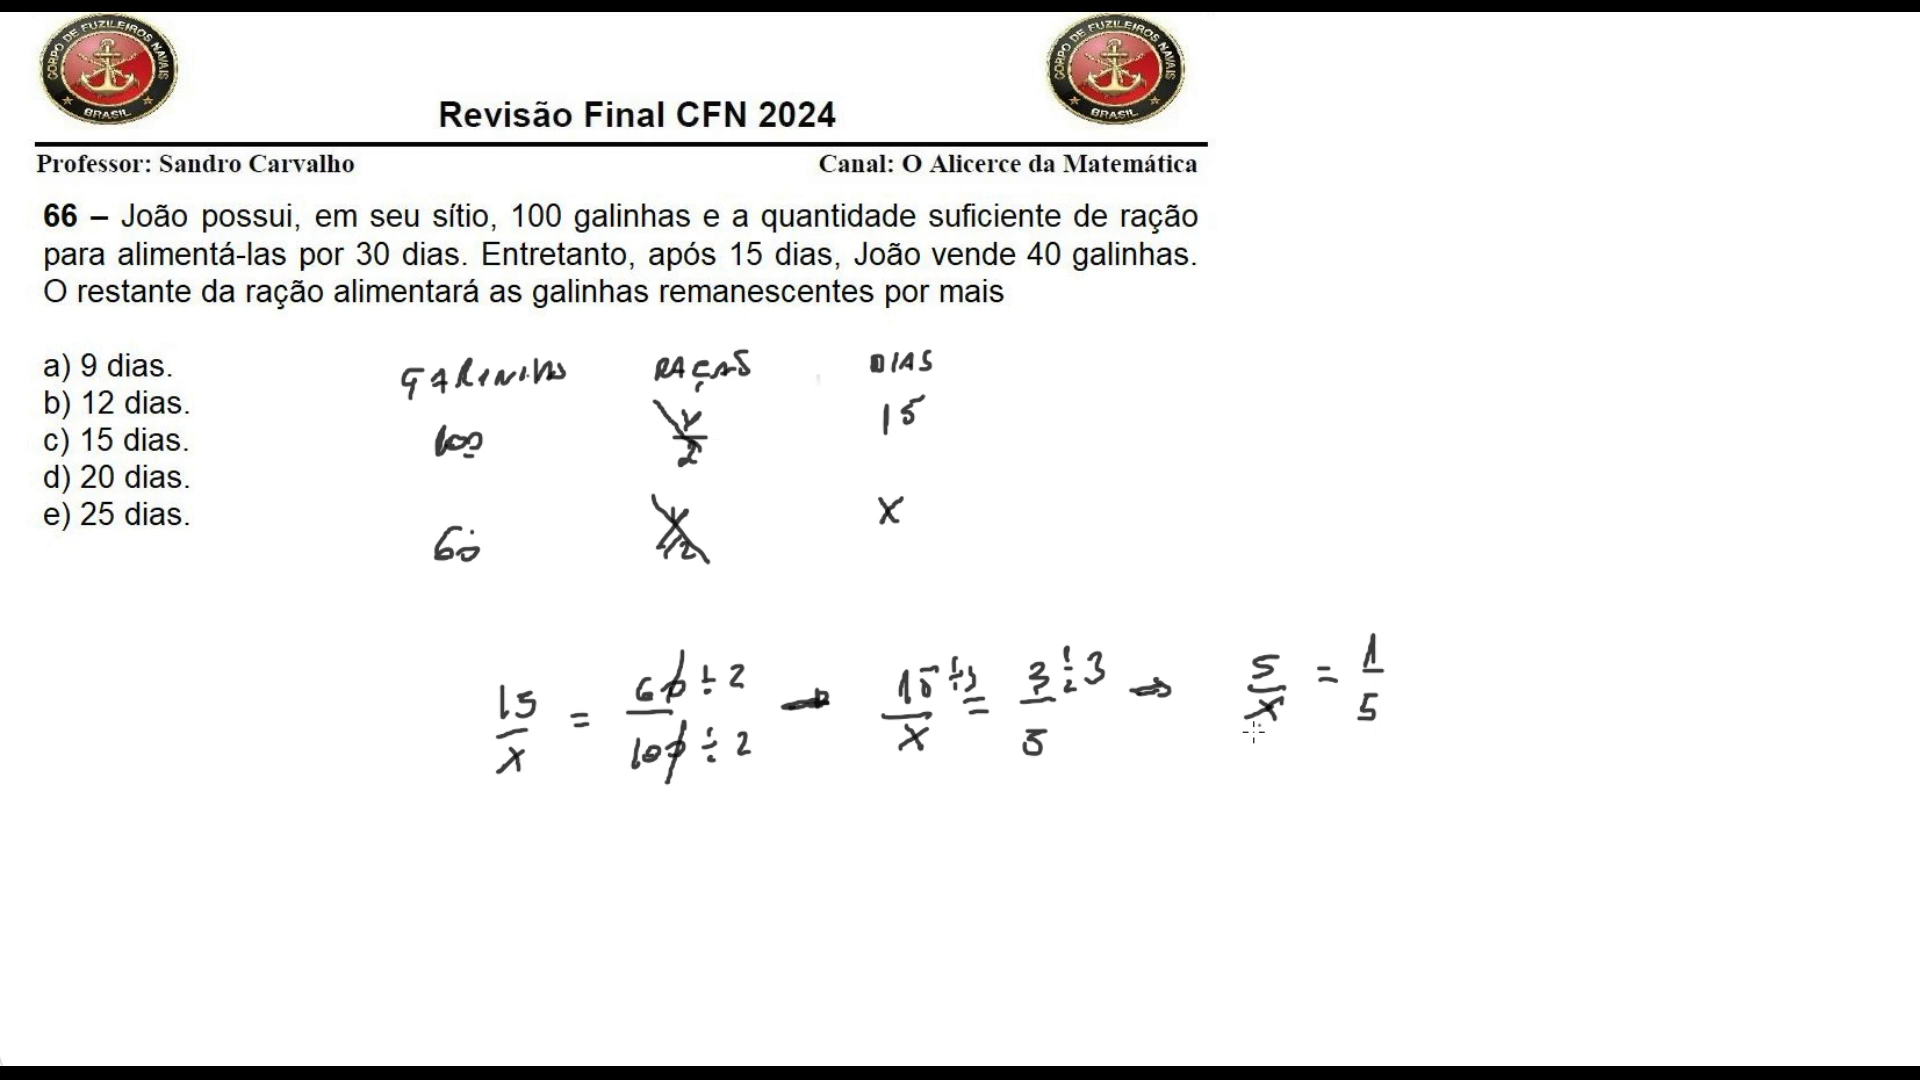 CORPO DE FUZILEIROS NAVAIS
BRASIL
CORPO DE FUZILEIROS NAVAIS
BRASIL
Revisão Final CFN 2024
Professor: Sandro Carvalho
Canal: O Alicerce da Matemática
66 – João possui, em seu sítio, 100 galinhas e a quantidade suficiente de ração
para alimentá-las por 30 dias. Entretanto, após 15 dias, João vende 40 galinhas.
O restante da ração alimentará as galinhas remanescentes por mais
a) 9 dias.
b) 12 dias.
c) 15 dias.
d) 20 dias.
e) 25 dias.
RAÇÃO DIAS
100 15
60 X
15/x = 60 ÷ 2/100 ÷ 2 → 15 ÷ 3/x = 3 ÷ 3/5 ⇒ 5/x = 1/5